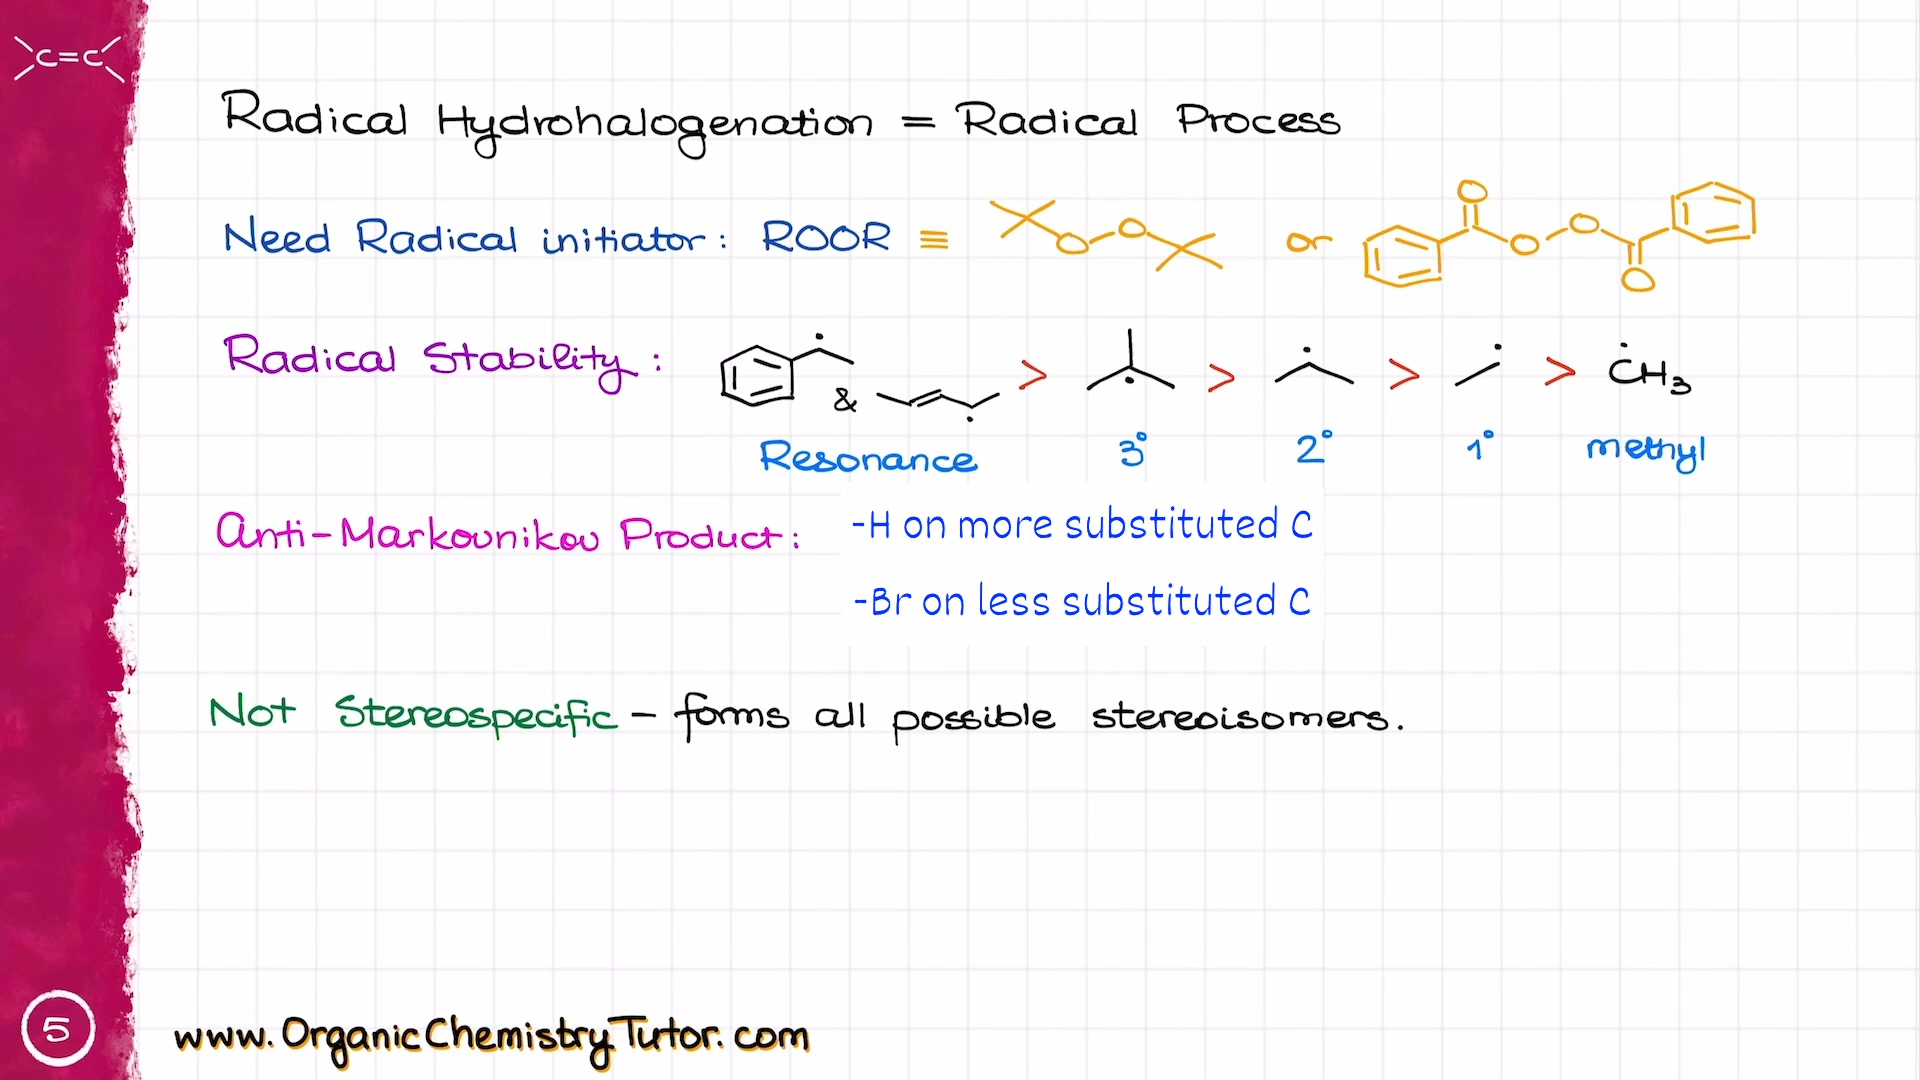 C=C
Radical Hydrohalogenation = Radical Process
Need Radical initiator: ROOR ≡ O O or O O O O
Radical Stability: & > > > > ĊH₃
Resonance 3° 2° 1° methyl
Anti-Markovnikov Product: -H on more substituted C
-Br on less substituted C
Not Stereospecific - forms all possible stereoisomers.
5 www.OrganicChemistryTutor.com